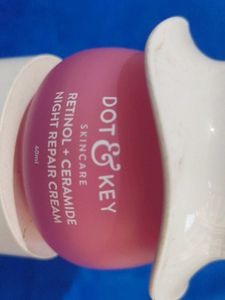 DOT & KEY
SKINCARE
RETINOL + CERAMIDE
NIGHT REPAIR CREAM
60ml